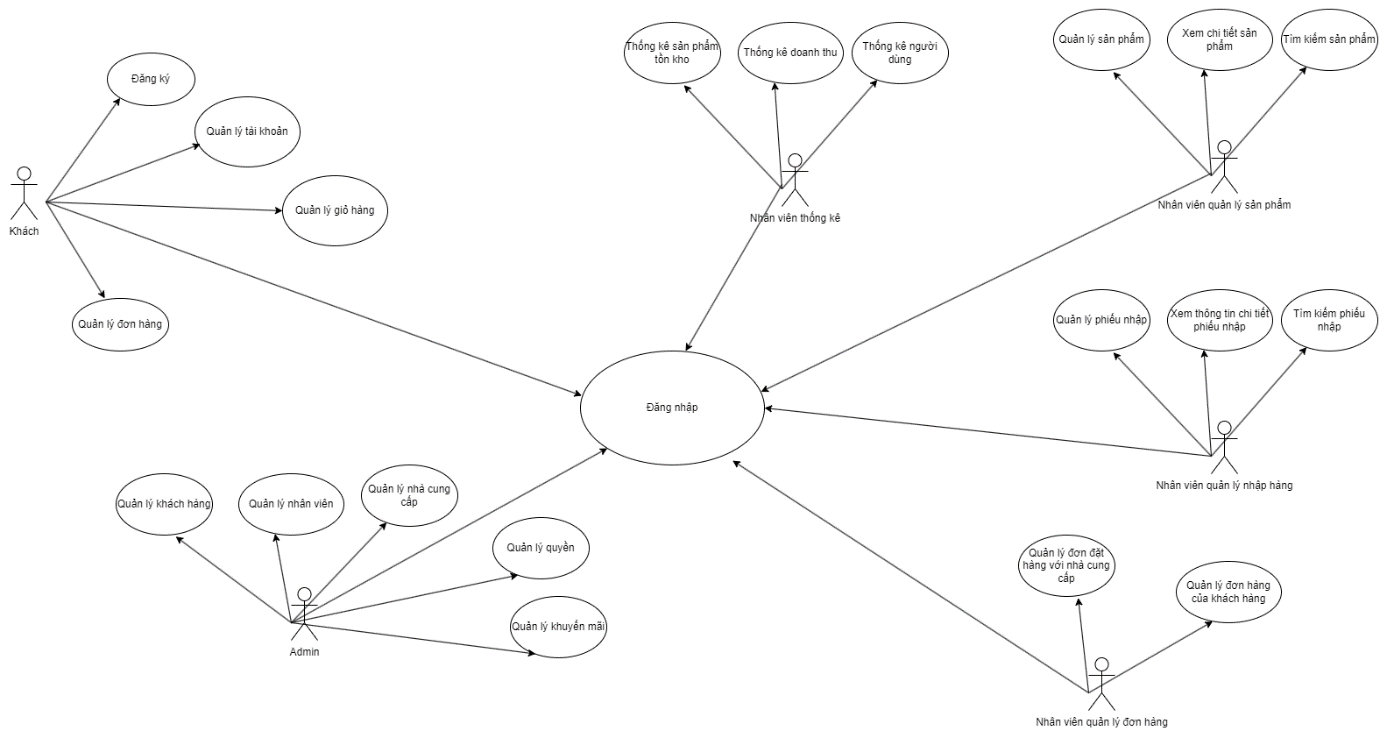 Đăng ký
Quản lý tài khoản
Quản lý giỏ hàng
Khách
Quản lý đơn hàng
Thống kê sản phẩm
tồn kho
Thống kê doanh thu
Thống kê người
dùng
Nhân viên thống kê
Quản lý sản phẩm
Xem chi tiết sản
phẩm
Tìm kiếm sản phẩm
Nhân viên quản lý sản phẩm
Quản lý phiếu nhập
Xem thông tin chi tiết
phiếu nhập
Tìm kiếm phiếu
nhập
Nhân viên quản lý nhập hàng
Đăng nhập
Quản lý khách hàng
Quản lý nhân viên
Quản lý nhà cung
cấp
Quản lý quyền
Quản lý khuyến mãi
Admin
Quản lý đơn đặt
hàng với nhà cung
cấp
Quản lý đơn hàng
của khách hàng
Nhân viên quản lý đơn hàng